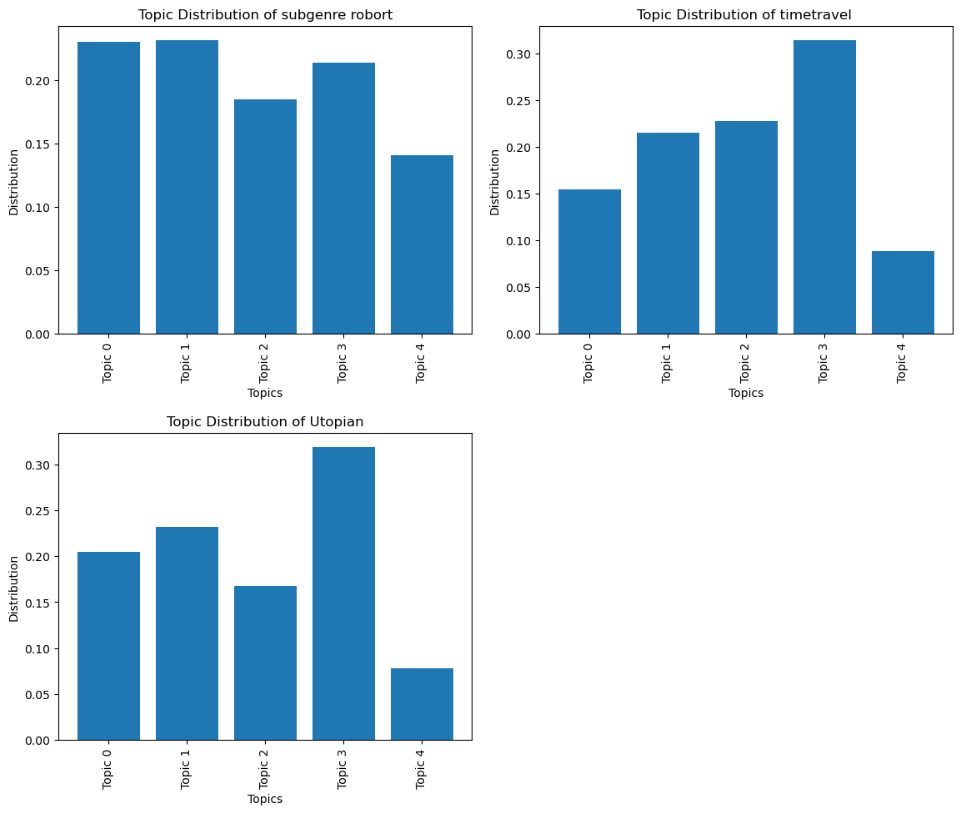 Topic Distribution of subgenre robort
Distribution
0.20
0.15
0.10
0.05
0.00
Topic 0
Topic 1
Topic 2
Topic 3
Topic 4
Topics
Topic Distribution of timetravel
Distribution
0.30
0.25
0.20
0.15
0.10
0.05
0.00
Topic 0
Topic 1
Topic 2
Topic 3
Topic 4
Topics
Topic Distribution of Utopian
Distribution
0.30
0.25
0.20
0.15
0.10
0.05
0.00
Topic 0
Topic 1
Topic 2
Topic 3
Topic 4
Topics